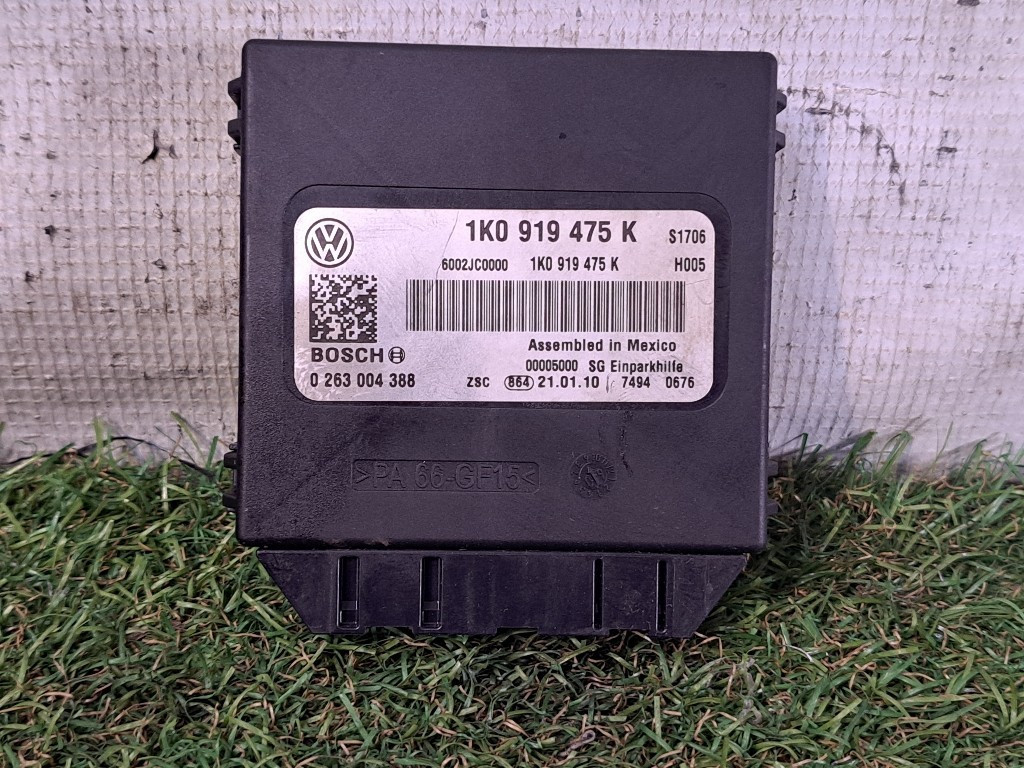 1K0 919 475 K S1706
6002JC0000 1K0 919 475 K H005
Assembled in Mexico
BOSCH
00005000 SG Einparkhilfe
0 263 004 388 ZSC 864 21.01.10 7494 0676
>PA 66-GF15<